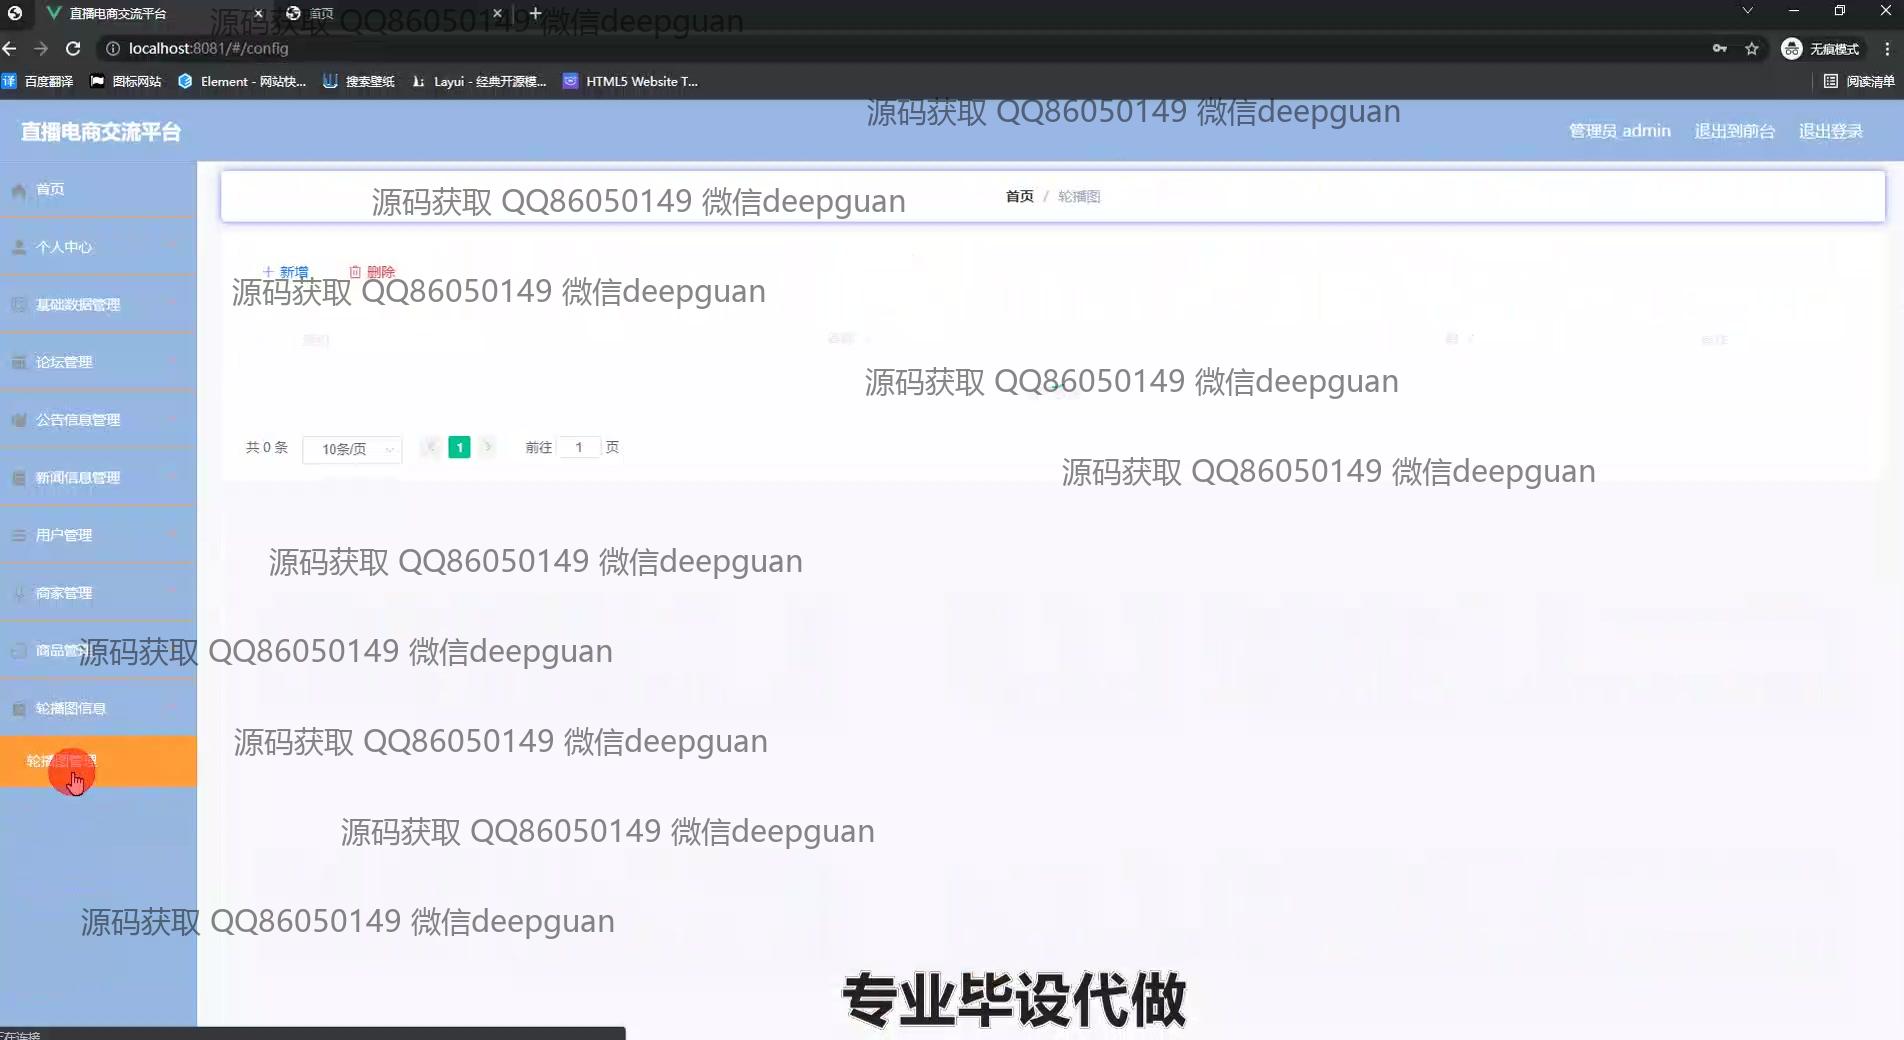 直播电商交流平台
首页
源码获取 QQ86050149 微信deepguan
localhost:8081/#/config
无痕模式
百度翻译
图标网站
Element - 网站快...
搜索壁纸
Layui - 经典开源模...
HTML5 Website T...
阅读清单
源码获取 QQ86050149 微信deepguan
直播电商交流平台
管理员 admin
退出到前台
退出登录
首页
首页 / 轮播图
源码获取 QQ86050149 微信deepguan
个人中心
新增
删除
源码获取 QQ86050149 微信deepguan
基础数据管理
论坛管理
源码获取 QQ86050149 微信deepguan
公告信息管理
共 0 条
10条/页
1
前往 1 页
新闻信息管理
源码获取 QQ86050149 微信deepguan
用户管理
源码获取 QQ86050149 微信deepguan
商家管理
商品管理
源码获取 QQ86050149 微信deepguan
轮播图信息
轮播图管理
源码获取 QQ86050149 微信deepguan
源码获取 QQ86050149 微信deepguan
源码获取 QQ86050149 微信deepguan
专业毕设代做